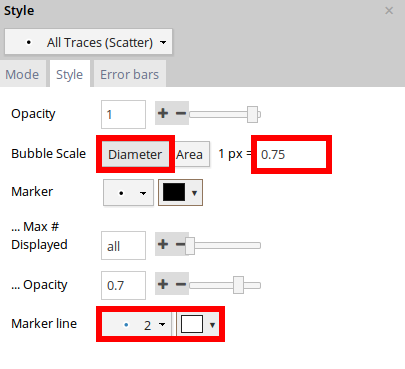 Style ×
All Traces (Scatter)
Mode Style Error bars
Opacity 1 + −
Bubble Scale Diameter Area 1 px = 0.75
Marker
... Max #
Displayed all + −
... Opacity 0.7 + −
Marker line 2